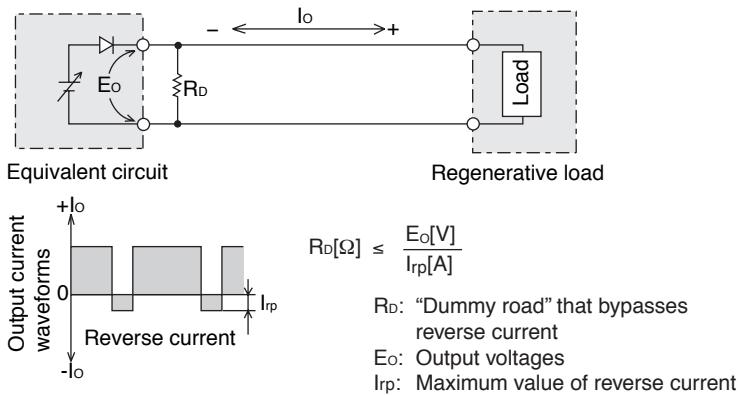 − Io +
Eo
RD
Load
Equivalent circuit
Regenerative load
+Io
Output current
waveforms
0
Irp
Reverse current
-Io
RD[Ω] ≤ Eo[V]
Irp[A]
RD: “Dummy road” that bypasses
reverse current
Eo: Output voltages
Irp: Maximum value of reverse current